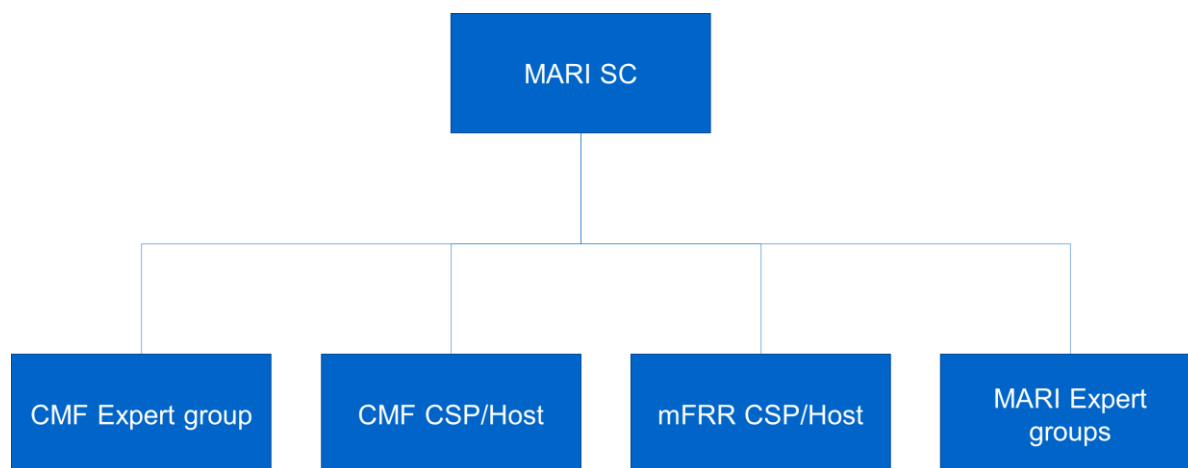 MARI SC
CMF Expert group
CMF CSP/Host
mFRR CSP/Host
MARI Expert
groups